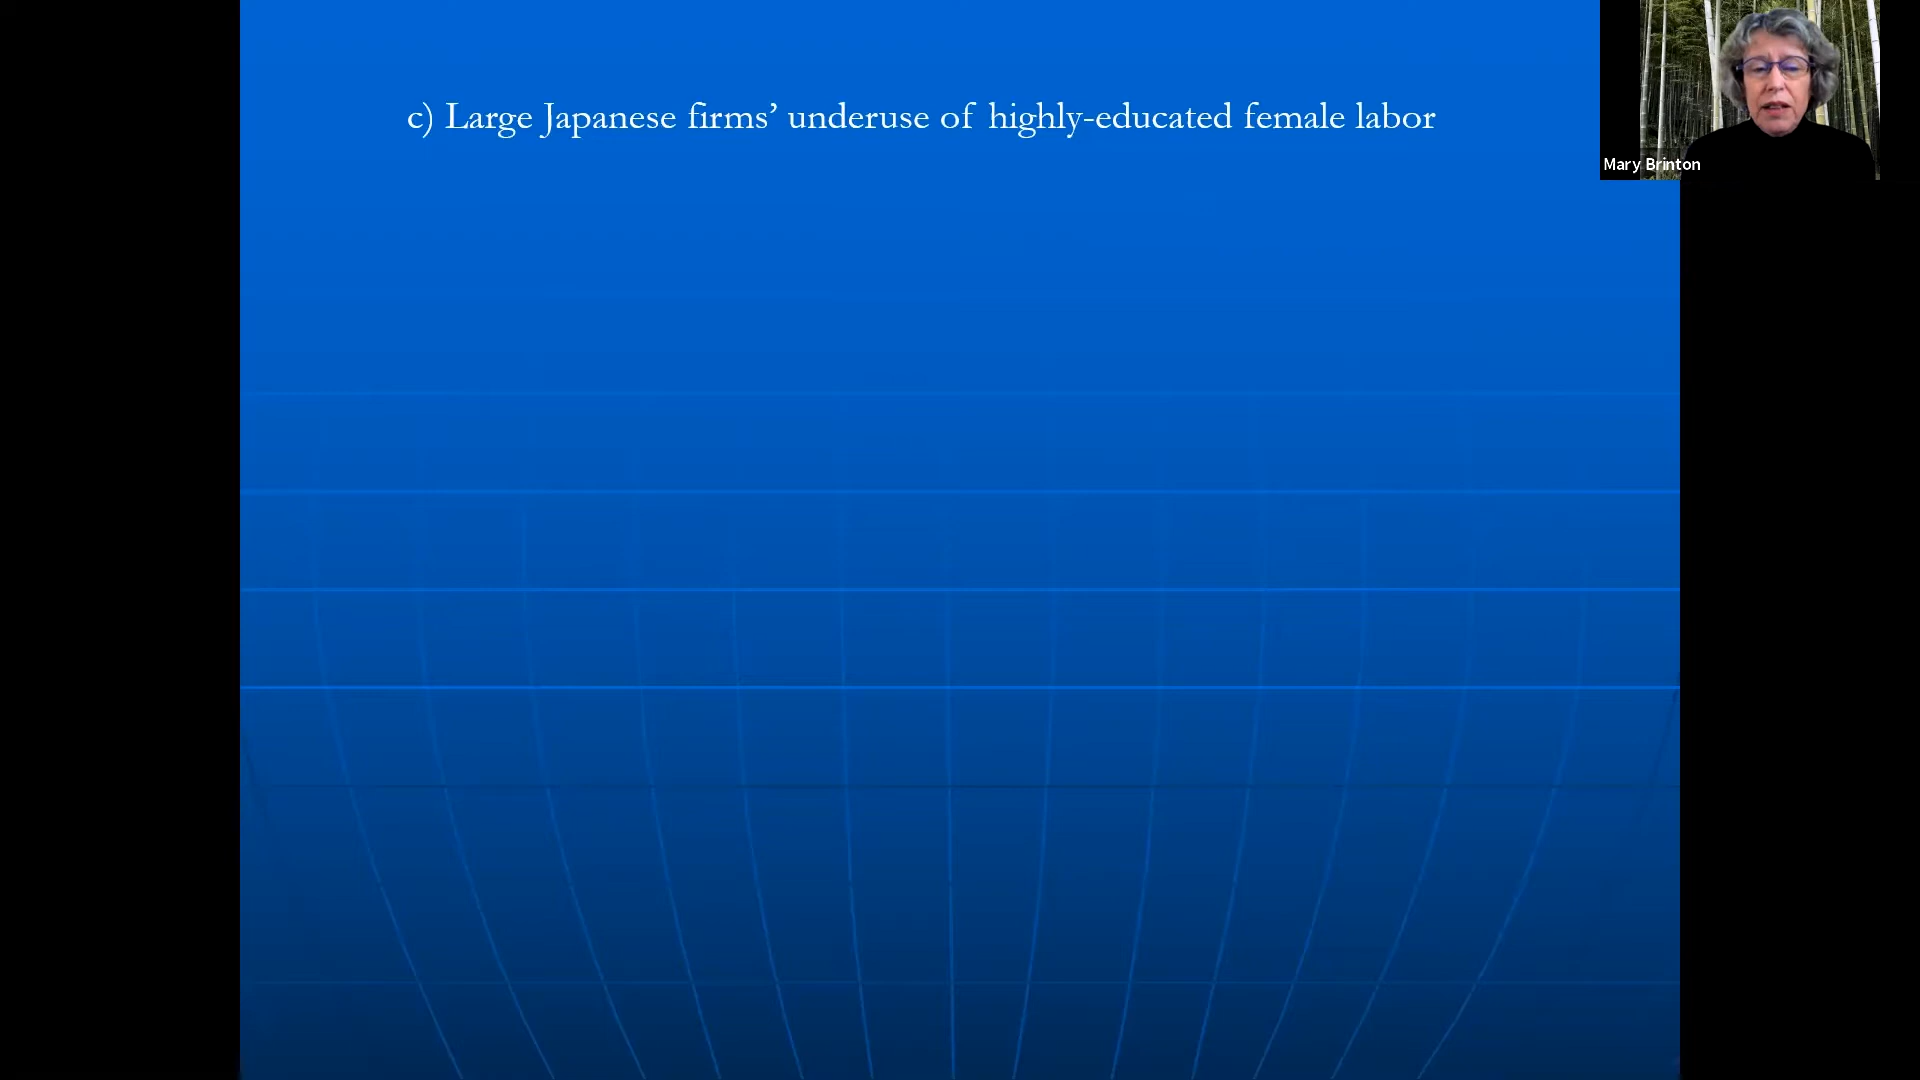 c) Large Japanese firms’ underuse of highly-educated female labor
Mary Brinton